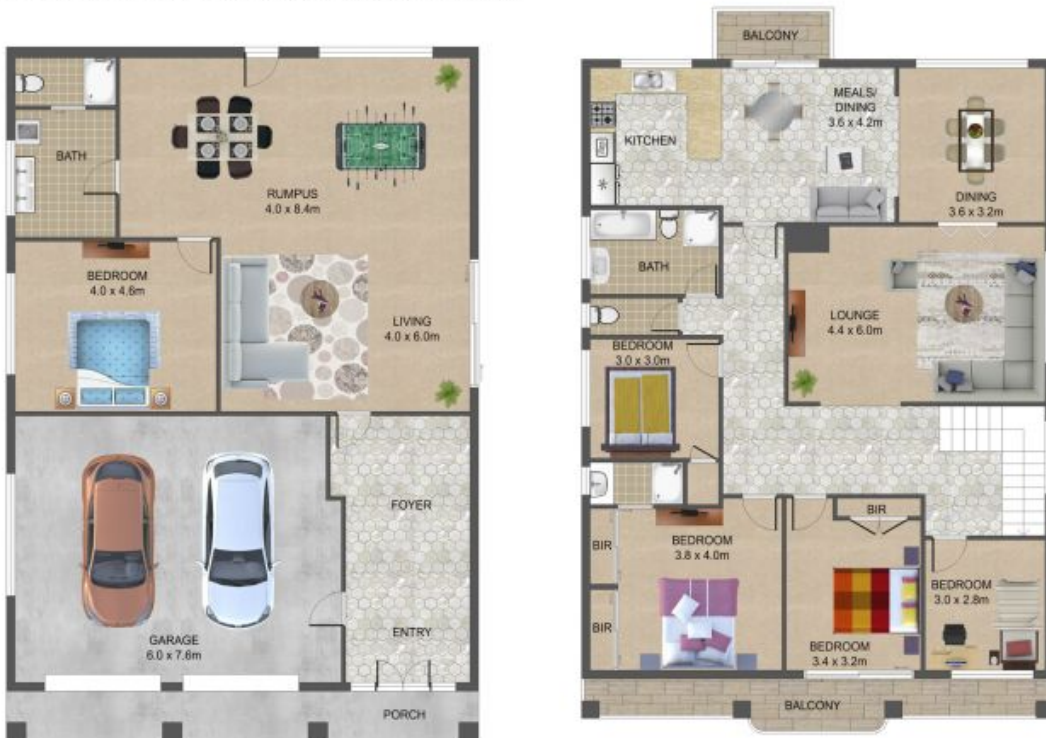 BATH
RUMPUS
4.0 x 8.4m
BEDROOM
4.0 x 4.6m
LIVING
4.0 x 6.0m
FOYER
ENTRY
GARAGE
6.0 x 7.6m
PORCH
BALCONY
MEALS/
DINING
3.6 x 4.2m
KITCHEN
DINING
3.6 x 3.2m
BATH
LOUNGE
4.4 x 6.0m
BEDROOM
3.0 x 3.0m
BIR
BIR
BEDROOM
3.8 x 4.0m
BIR
BEDROOM
3.4 x 3.2m
BEDROOM
3.0 x 2.8m
BALCONY